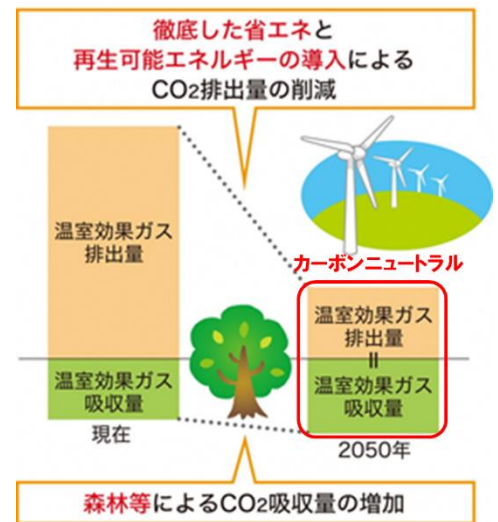 徹底した省エネと
再生可能エネルギーの導入による
CO2排出量の削減
温室効果ガス
排出量
カーボンニュートラル
温室効果ガス
排出量
=
温室効果ガス
吸収量
温室効果ガス
吸収量
現在
2050年
森林等によるCO2吸収量の増加